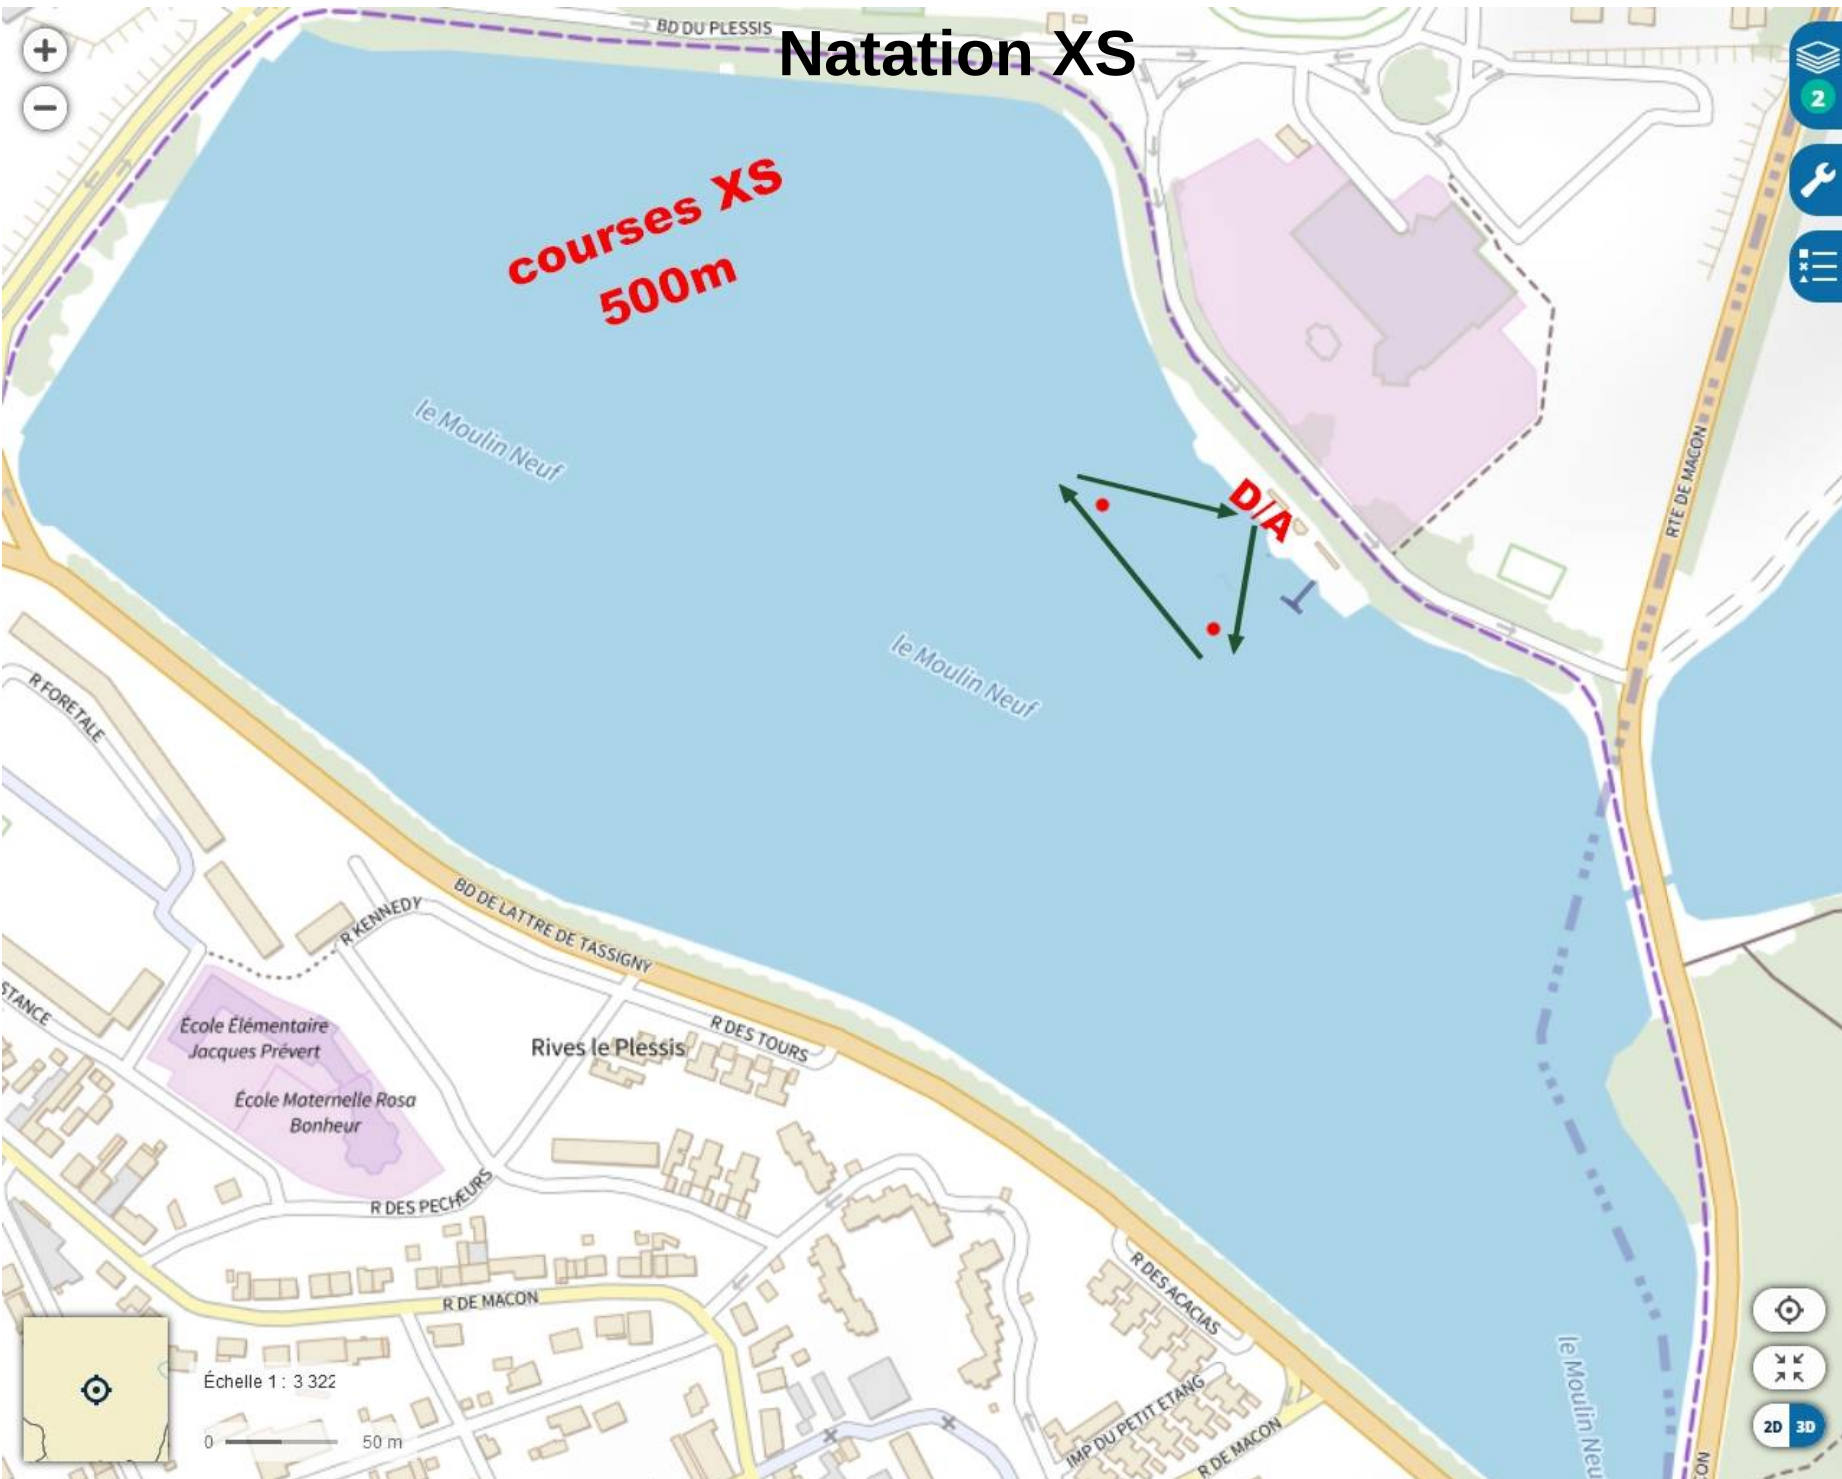 BD DU PLESSIS
Natation XS
2
courses XS
500m
le Moulin Neuf
D/A
RTE DE MACON
le Moulin Neuf
R FORETALE
BD DE LATTRE DE TASSIGNY
R KENNEDY
STANCE
École Élémentaire
Jacques Prévert
École Maternelle Rosa
Bonheur
Rives le Plessis
R DES TOURS
R DES PECHEURS
R DE MACON
R DES ACACIAS
IMP DU PETIT ETANG
R DE MACON
le Moulin Neu
CON
Échelle 1 : 3 322
0 50 m
2D 3D